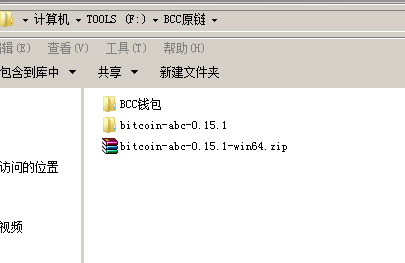 计算机 TOOLS (F:) BCC原链
编辑(E) 查看(V) 工具(T) 帮助(H)
包含到库中 共享 新建文件夹
BCC钱包
bitcoin-abc-0.15.1
bitcoin-abc-0.15.1-win64.zip
访问的位置
视频